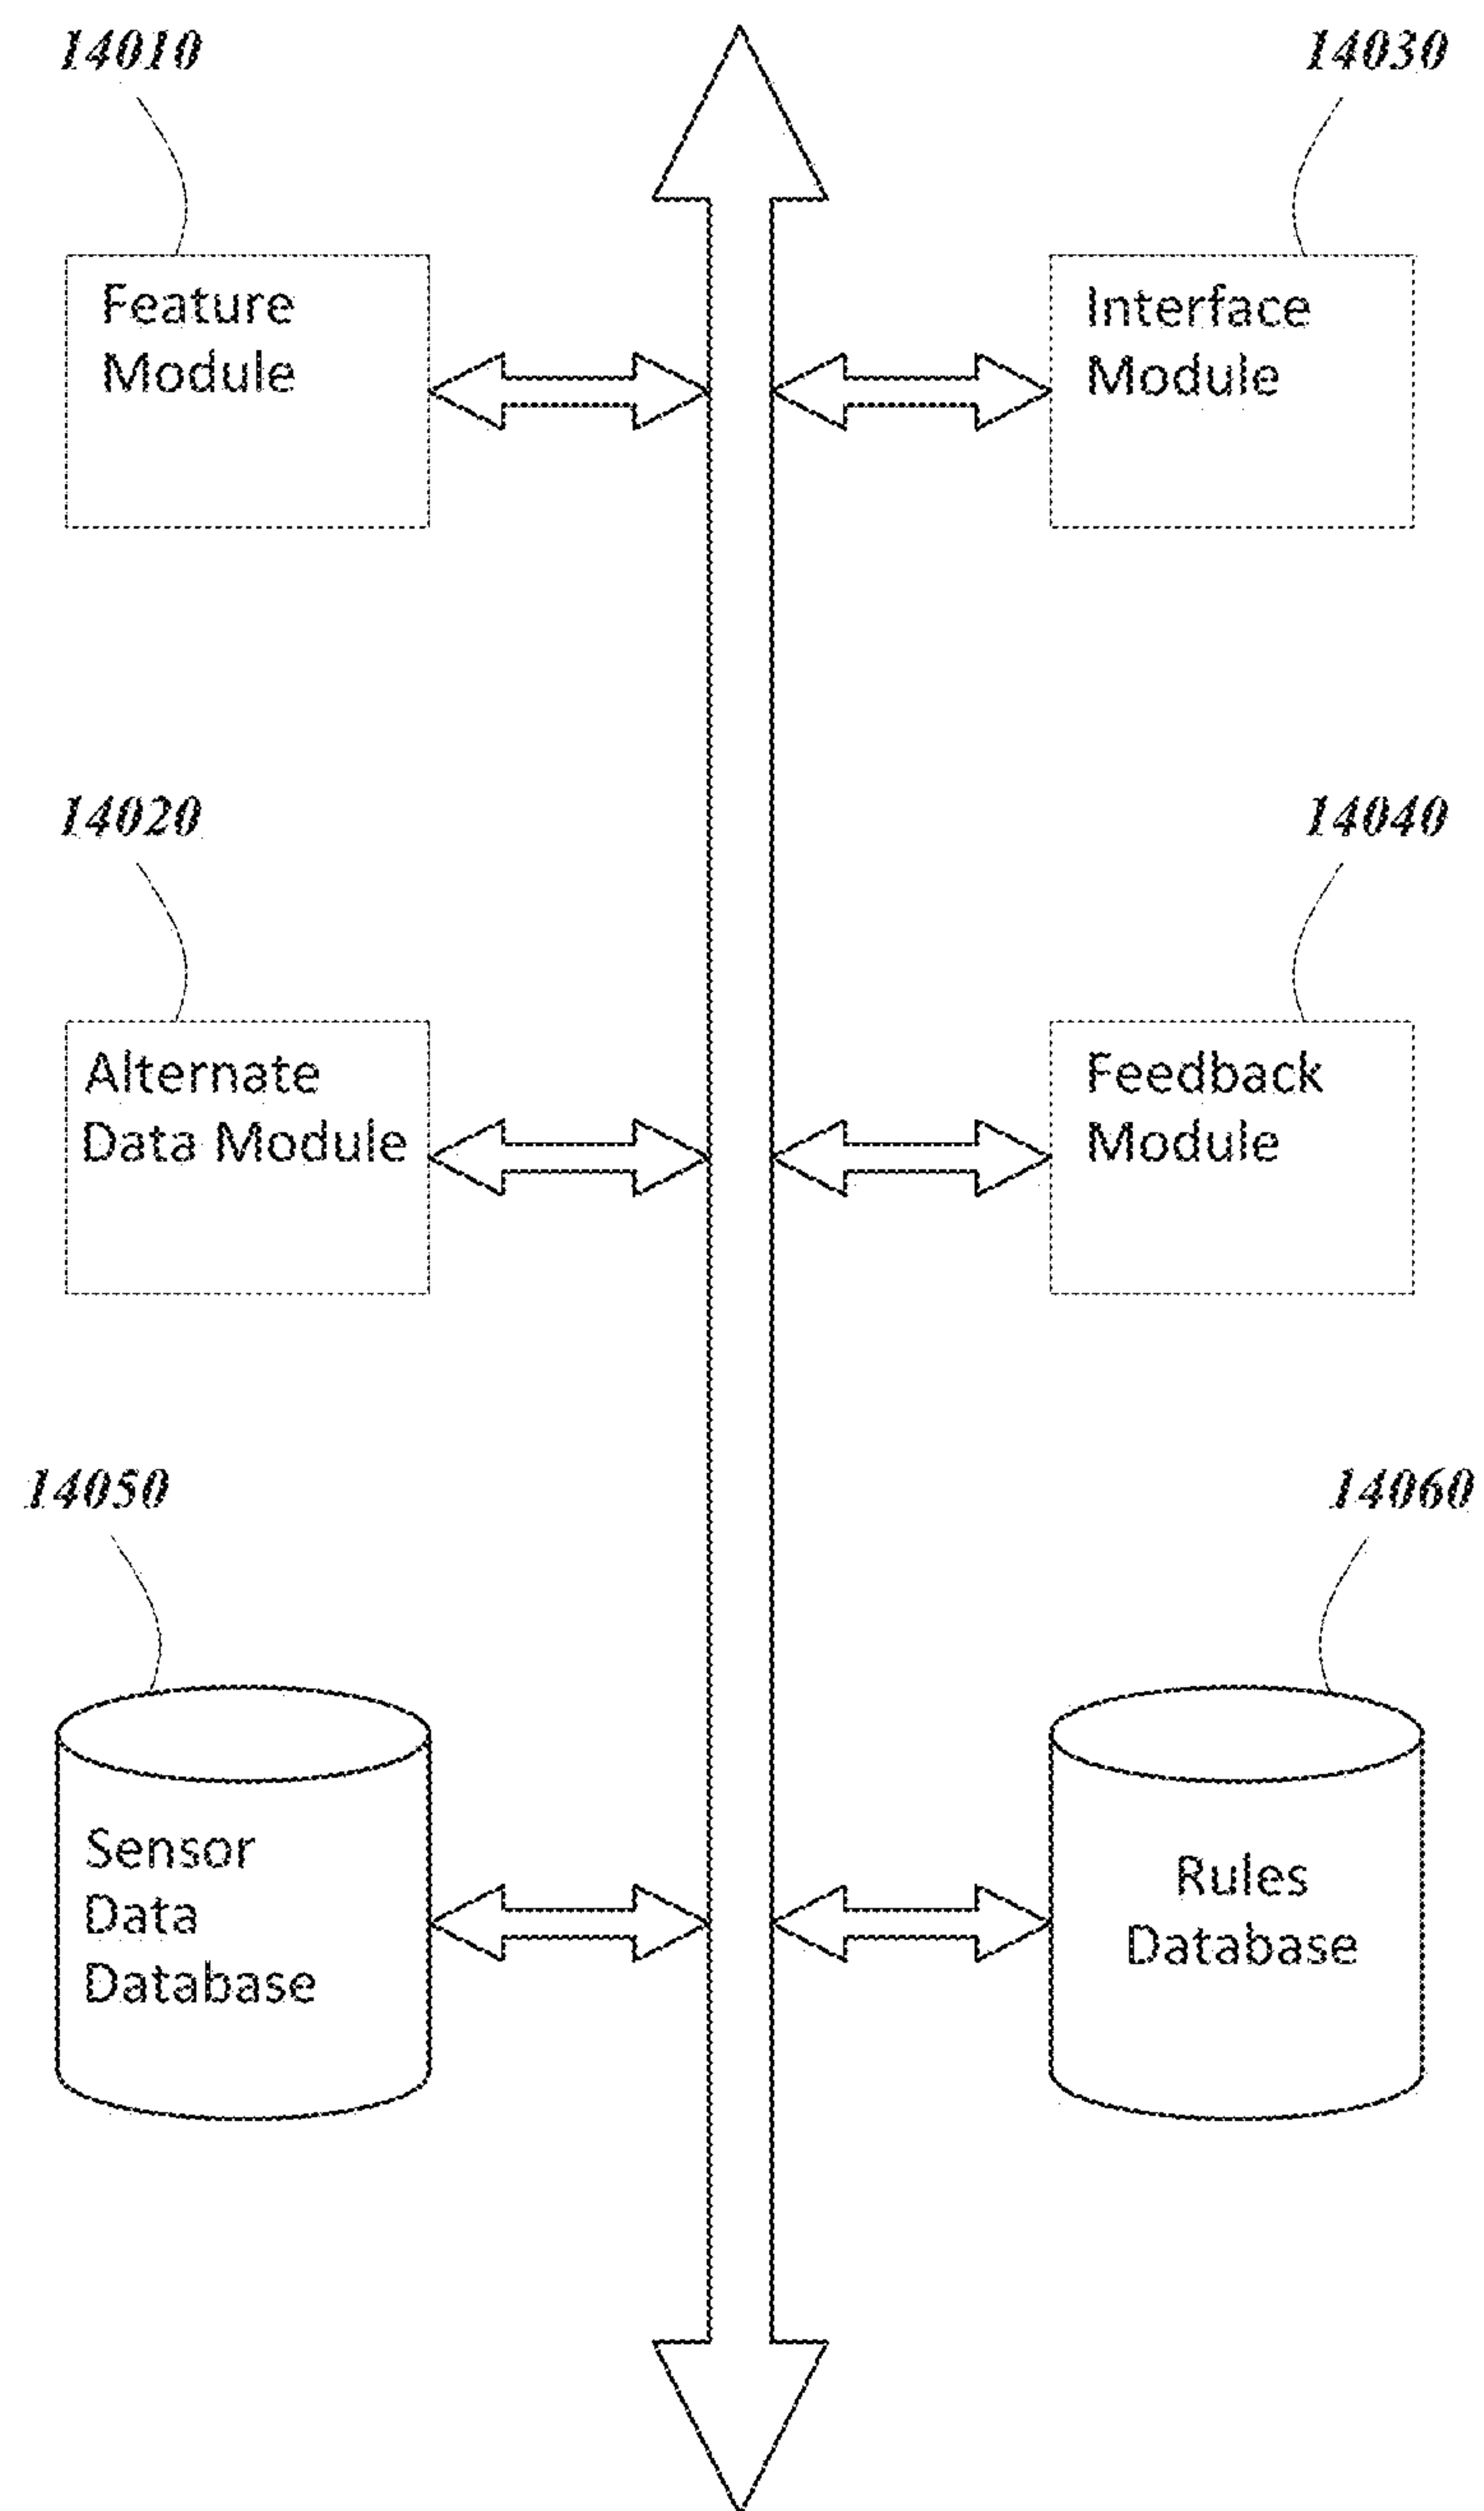 14010
14030
Feature
Module
Interface
Module
14020
14040
Alternate
Data Module
Feedback
Module
14050
14060
Sensor
Data
Database
Rules
Database